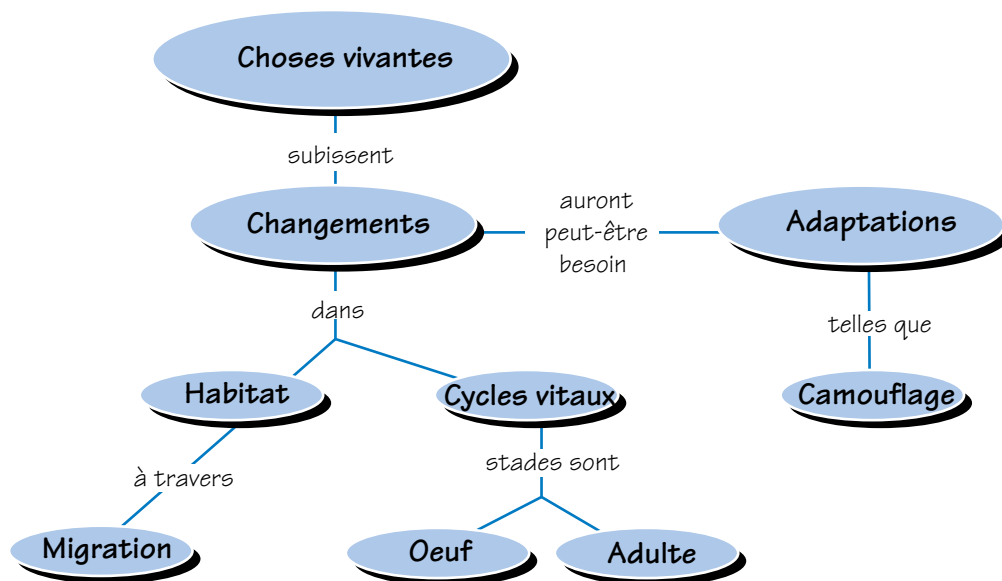 Choses vivantes
subissent
Changements
auront
peut-être
besoin
Adaptations
dans
telles que
Habitat
Cycles vitaux
Camouflage
à travers
stades sont
Migration
Oeuf
Adulte